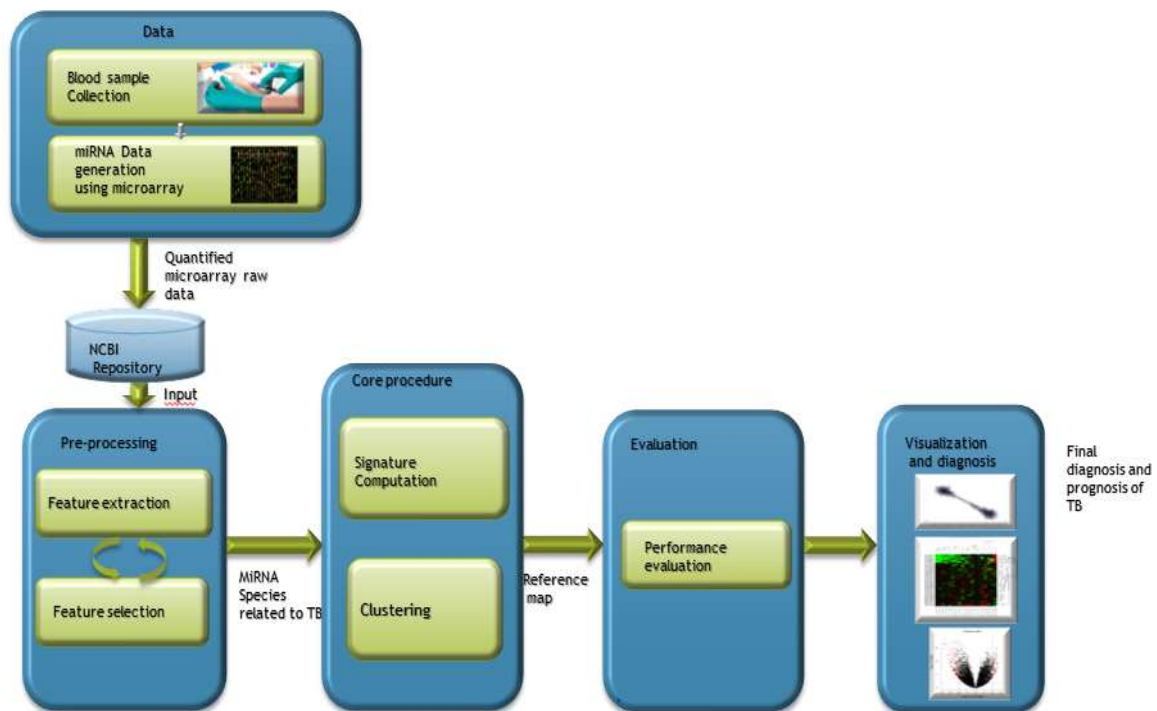 Data
Blood sample
Collection
miRNA Data
generation
using microarray
Quantified
microarray raw
data
NCBI
Repository
Input
Pre-processing
Feature extraction
Feature selection
MiRNA
Species
related to TB
Core procedure
Signature
Computation
Clustering
Reference
map
Evaluation
Performance
evaluation
Visualization
and diagnosis
Final
diagnosis and
prognosis of
TB